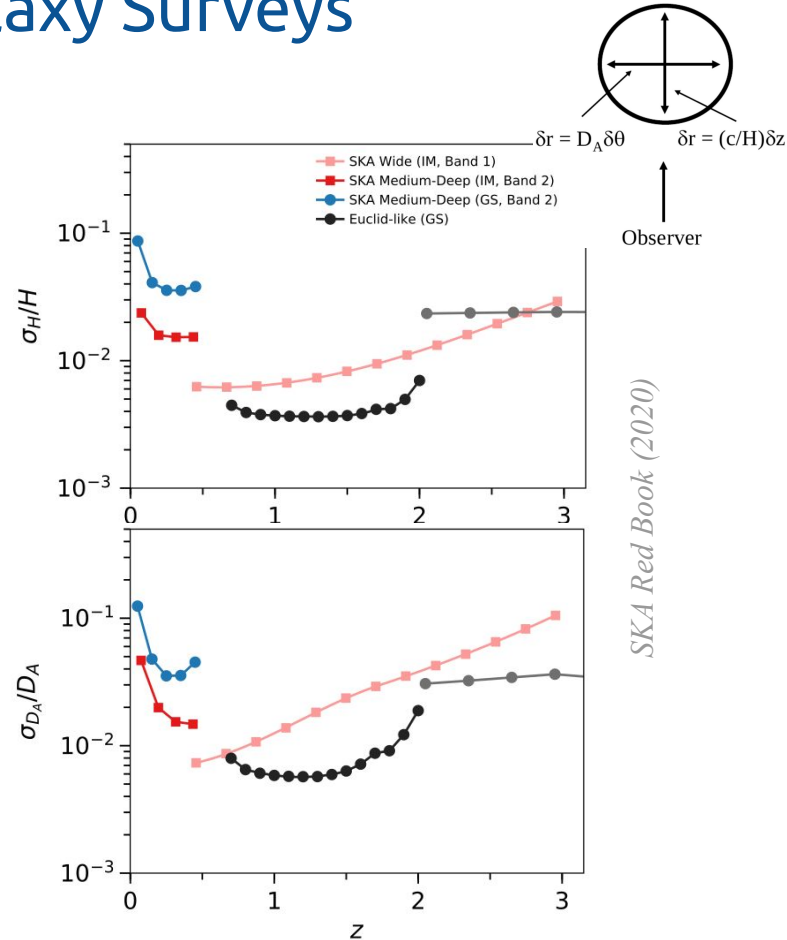 axy Surveys
δr = D_Aδθ
δr = (c/H)δz
Observer
SKA Wide (IM, Band 1)
SKA Medium-Deep (IM, Band 2)
SKA Medium-Deep (GS, Band 2)
Euclid-like (GS)
σ_H/H
10⁻¹
10⁻²
10⁻³
0 1 2 3
SKA Red Book (2020)
σ_{D_A}/D_A
10⁻¹
10⁻²
10⁻³
0 1 2 3
z